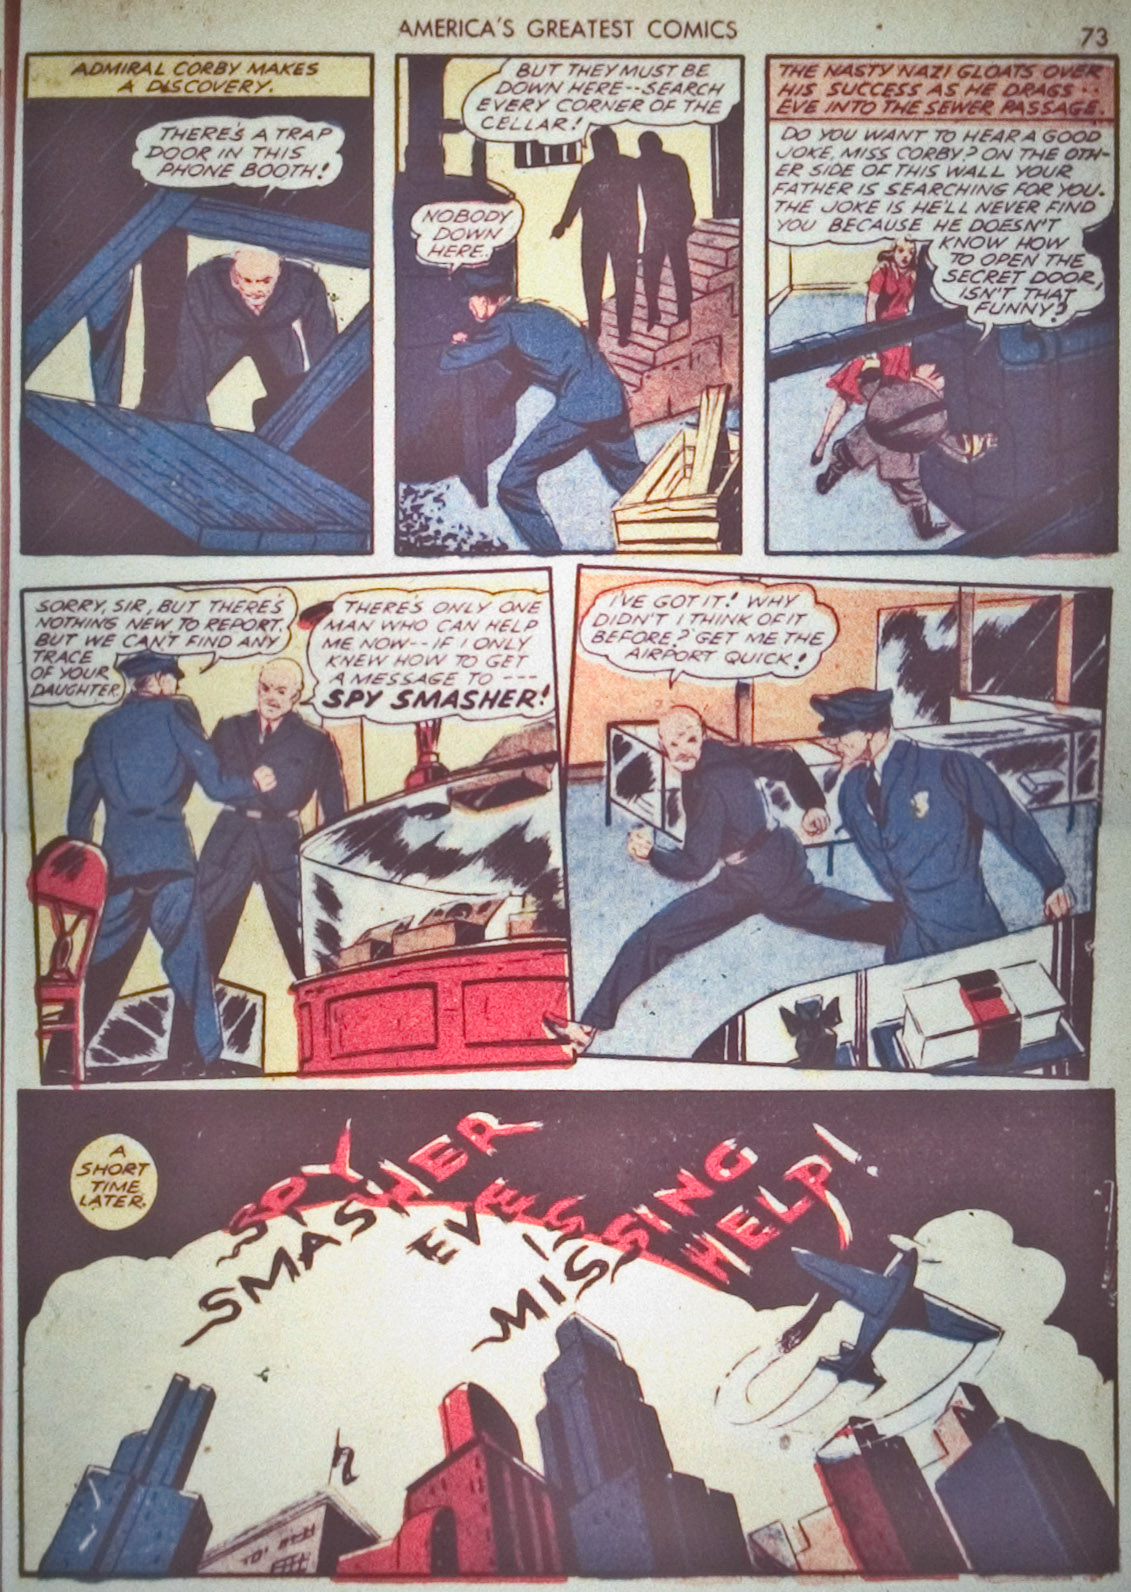 AMERICA'S GREATEST COMICS
73
ADMIRAL CORBY MAKES
A DISCOVERY.
THERE'S A TRAP
DOOR IN THIS
PHONE BOOTH!
BUT THEY MUST BE
DOWN HERE--SEARCH
EVERY CORNER OF THE
CELLAR!
NOBODY
DOWN
HERE.
THE NASTY NAZI GLOATS OVER
HIS SUCCESS AS HE DRAGS
EVE INTO THE SEWER PASSAGE.
DO YOU WANT TO HEAR A GOOD
JOKE, MISS CORBY? ON THE OTH-
ER SIDE OF THIS WALL YOUR
FATHER IS SEARCHING FOR YOU.
THE JOKE IS HE'LL NEVER FIND
YOU BECAUSE HE DOESN'T
KNOW HOW
TO OPEN THE
SECRET DOOR,
ISN'T THAT
FUNNY?
SORRY, SIR, BUT THERE'S
NOTHING NEW TO REPORT.
BUT WE CAN'T FIND ANY
TRACE
OF YOUR
DAUGHTER.
THERE'S ONLY ONE
MAN WHO CAN HELP
ME NOW--IF I ONLY
KNEW HOW TO GET
A MESSAGE TO ---
SPY SMASHER!
I'VE GOT IT! WHY
DIDN'T I THINK OF IT
BEFORE? GET ME THE
AIRPORT QUICK!
A
SHORT
TIME
LATER.
SPY
SMASHER
EVE IS
MISSING
HELP!